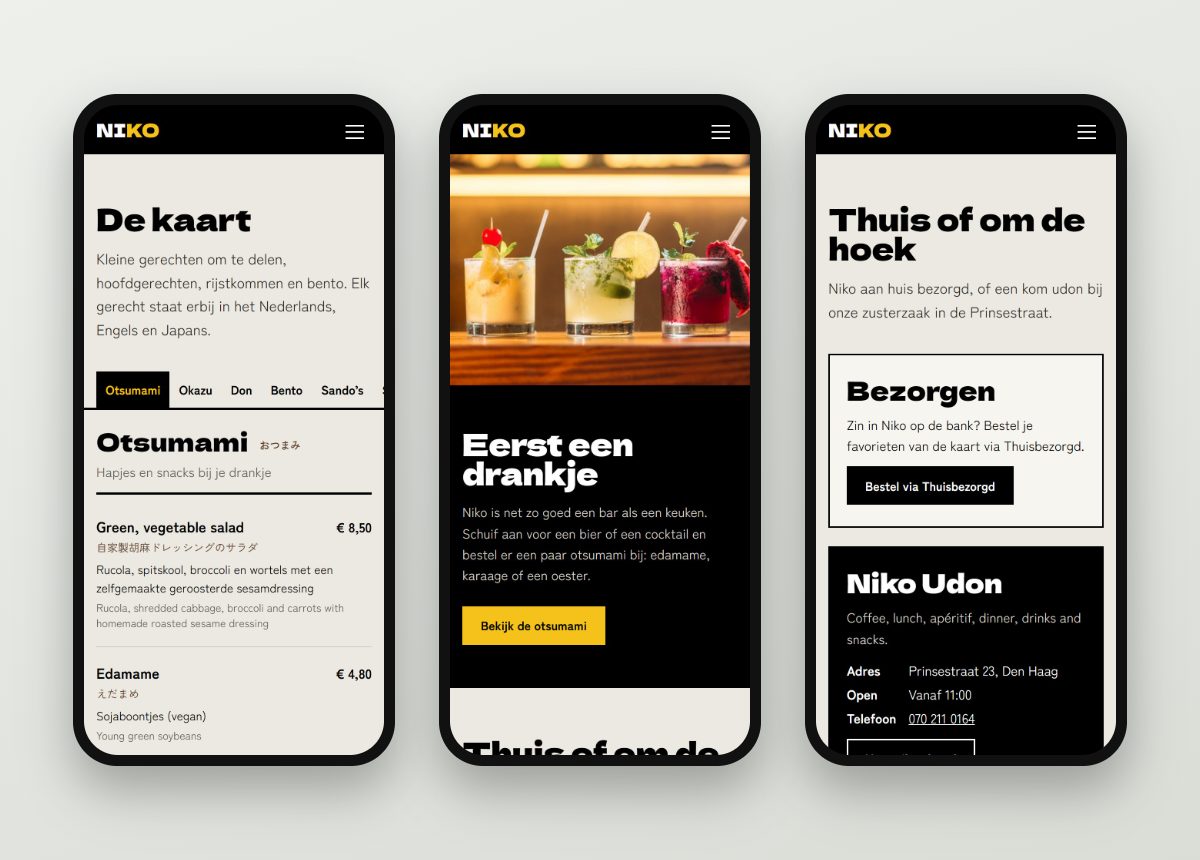 NIKO
De kaart
Kleine gerechten om te delen,
hoofdgerechten, rijstkommen en bento. Elk
gerecht staat erbij in het Nederlands,
Engels en Japans.
Otsumami Okazu Don Bento Sando's
Otsumami おつまみ
Hapjes en snacks bij je drankje
Green, vegetable salad € 8,50
自家製胡麻ドレッシングのサラダ
Rucola, spitskool, broccoli en wortels met een
zelfgemaakte geroosterde sesamdressing
Rucola, shredded cabbage, broccoli and carrots with
homemade roasted sesame dressing
Edamame € 4,80
えだまめ
Sojaboontjes (vegan)
Young green soybeans
NIKO
Eerst een
drankje
Niko is net zo goed een bar als een keuken.
Schuif aan voor een bier of een cocktail en
bestel er een paar otsumami bij: edamame,
karaage of een oester.
Bekijk de otsumami
Thuis of om de
NIKO
Thuis of om de
hoek
Niko aan huis bezorgd, of een kom udon bij
onze zusterzaak in de Prinsestraat.
Bezorgen
Zin in Niko op de bank? Bestel je
favorieten van de kaart via Thuisbezorgd.
Bestel via Thuisbezorgd
Niko Udon
Coffee, lunch, apéritif, dinner, drinks and
snacks.
Adres Prinsestraat 23, Den Haag
Open Vanaf 11:00
Telefoon 070 211 0164